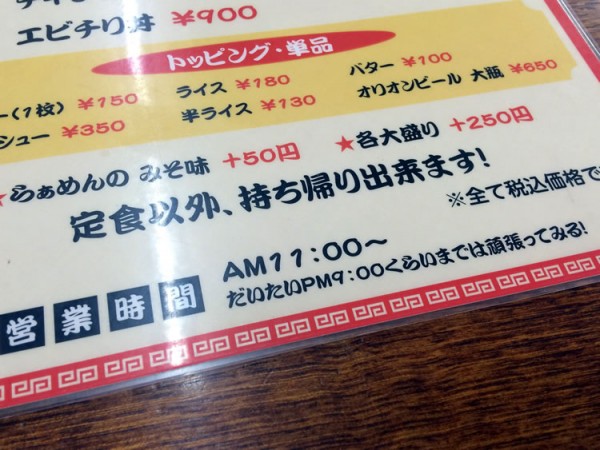 エビチリ丼 ¥900
トッピング・単品
ー(1枚) ¥150 ライス ¥180 バター ¥100
シュー ¥350 半ライス ¥130 オリオンビール 大瓶 ¥650
★らぁめんの みそ味 +50円 ★各大盛り +250円
定食以外、持ち帰り出来ます!
※全て税込価格で
営業時間 AM11:00〜
だいたいPM9:00くらいまでは頑張ってみる!